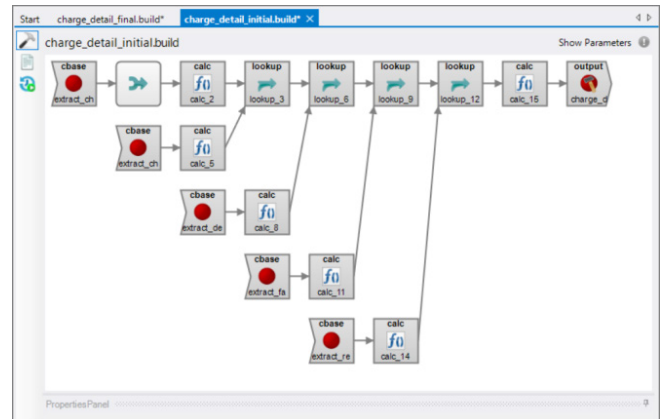 Start charge_detail_final.build* charge_detail_initial.build*
charge_detail_initial.build Show Parameters
cbase calc lookup lookup lookup lookup calc output
extract_ch calc_2 lookup_3 lookup_6 lookup_9 lookup_12 calc_15 charge_d
cbase calc
extract_ch calc_5
cbase calc
extract_de calc_8
cbase calc
extract_fa calc_11
cbase calc
extract_re calc_14
PropertiesPanel